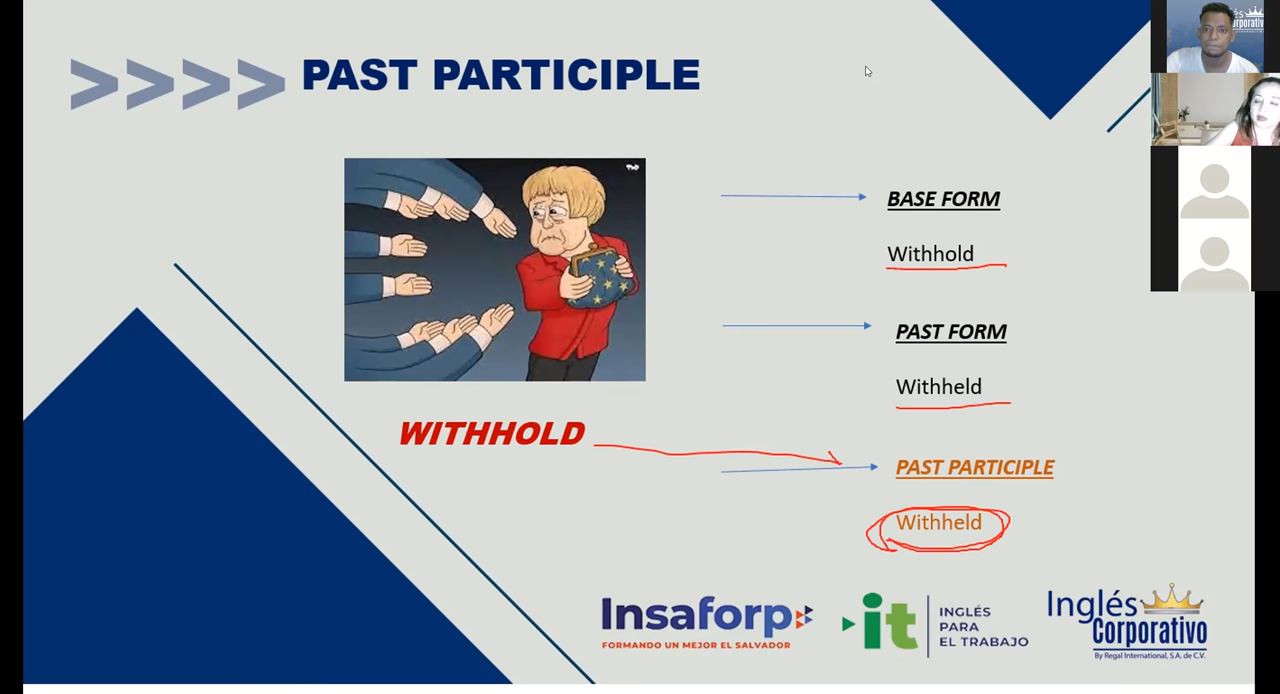 >>>> PAST PARTICIPLE
BASE FORM
Withhold
PAST FORM
Withheld
WITHHOLD
PAST PARTICIPLE
Withheld
Insaforp
FORMANDO UN MEJOR EL SALVADOR
it
INGLÉS
PARA
EL TRABAJO
Inglés
Corporativo
By Regal International, S.A. de C.V.